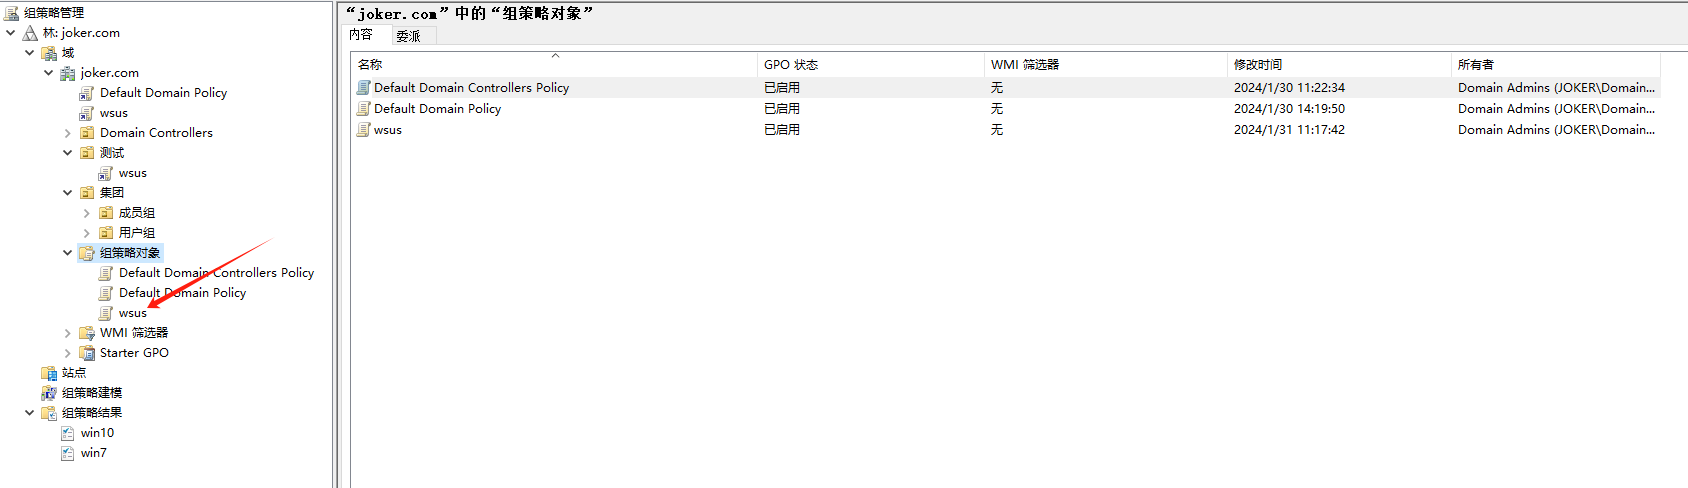 组策略管理
林: joker.com
域
joker.com
Default Domain Policy
wsus
Domain Controllers
测试
wsus
集团
成员组
用户组
组策略对象
Default Domain Controllers Policy
Default Domain Policy
wsus
WMI 筛选器
Starter GPO
站点
组策略建模
组策略结果
win10
win7
“joker.com”中的“组策略对象”
内容 委派
名称 GPO 状态 WMI 筛选器 修改时间 所有者
Default Domain Controllers Policy 已启用 无 2024/1/30 11:22:34 Domain Admins (JOKER\Domain...
Default Domain Policy 已启用 无 2024/1/30 14:19:50 Domain Admins (JOKER\Domain...
wsus 已启用 无 2024/1/31 11:17:42 Domain Admins (JOKER\Domain...